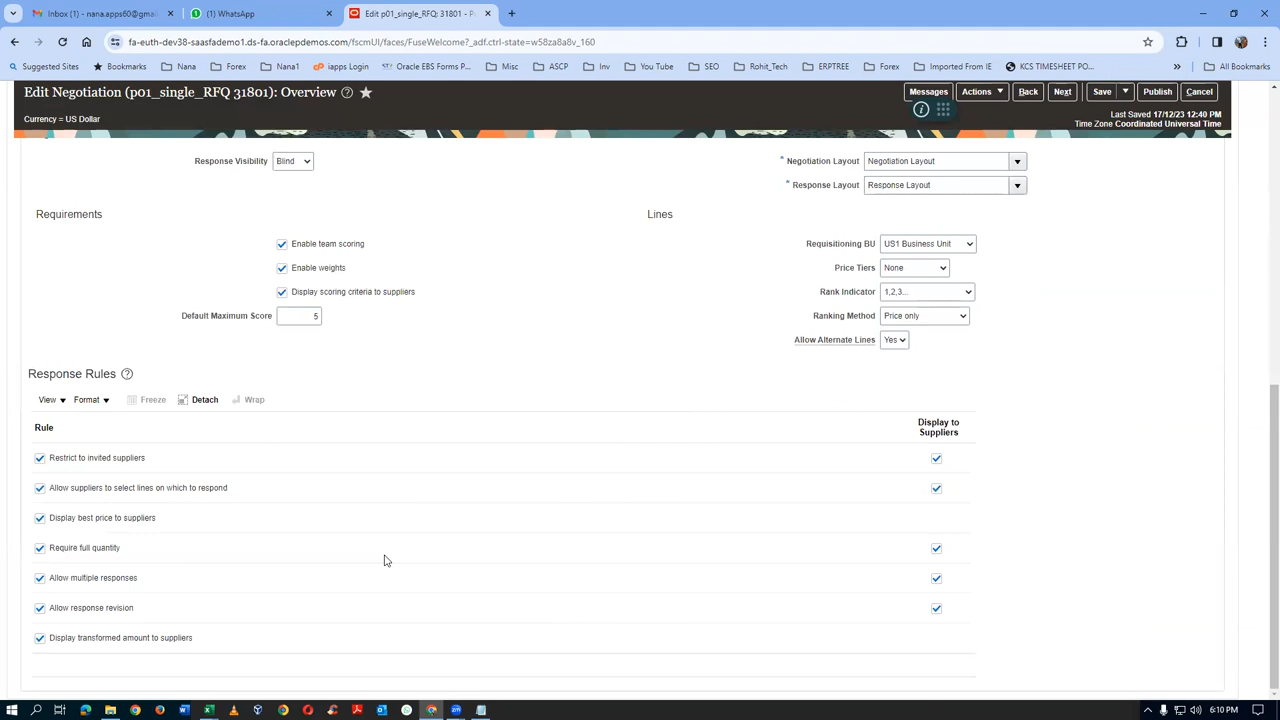 Inbox (1) - nana.apps60@gmail
(1) WhatsApp
Edit p01_single_RFQ: 31801 - P
fa-euth-dev38-saasfademo1.ds-fa.oraclepdemos.com/fscmUI/faces/FuseWelcome?_adf.ctrl-state=w58za8a8v_160
Suggested Sites Bookmarks Nana Forex Nana1 iapps Login Oracle EBS Forms P... Misc ASCP Inv You Tube SEO Rohit_Tech ERPTREE Forex Imported From IE KCS TIMESHEET PO... » All Bookmarks
Edit Negotiation (p01_single_RFQ 31801): Overview ? Messages Actions Back Next Save Publish Cancel
Currency = US Dollar
Last Saved 17/12/23 12:40 PM
Time Zone Coordinated Universal Time
Response Visibility Blind
* Negotiation Layout Negotiation Layout
* Response Layout Response Layout
Requirements
Lines
Enable team scoring
Requisitioning BU US1 Business Unit
Enable weights
Price Tiers None
Display scoring criteria to suppliers
Rank Indicator 1,2,3...
Default Maximum Score 5
Ranking Method Price only
Allow Alternate Lines Yes
Response Rules ?
View Format Freeze Detach Wrap
Rule
Display to
Suppliers
Restrict to invited suppliers
Allow suppliers to select lines on which to respond
Display best price to suppliers
Require full quantity
Allow multiple responses
Allow response revision
Display transformed amount to suppliers
6:10 PM